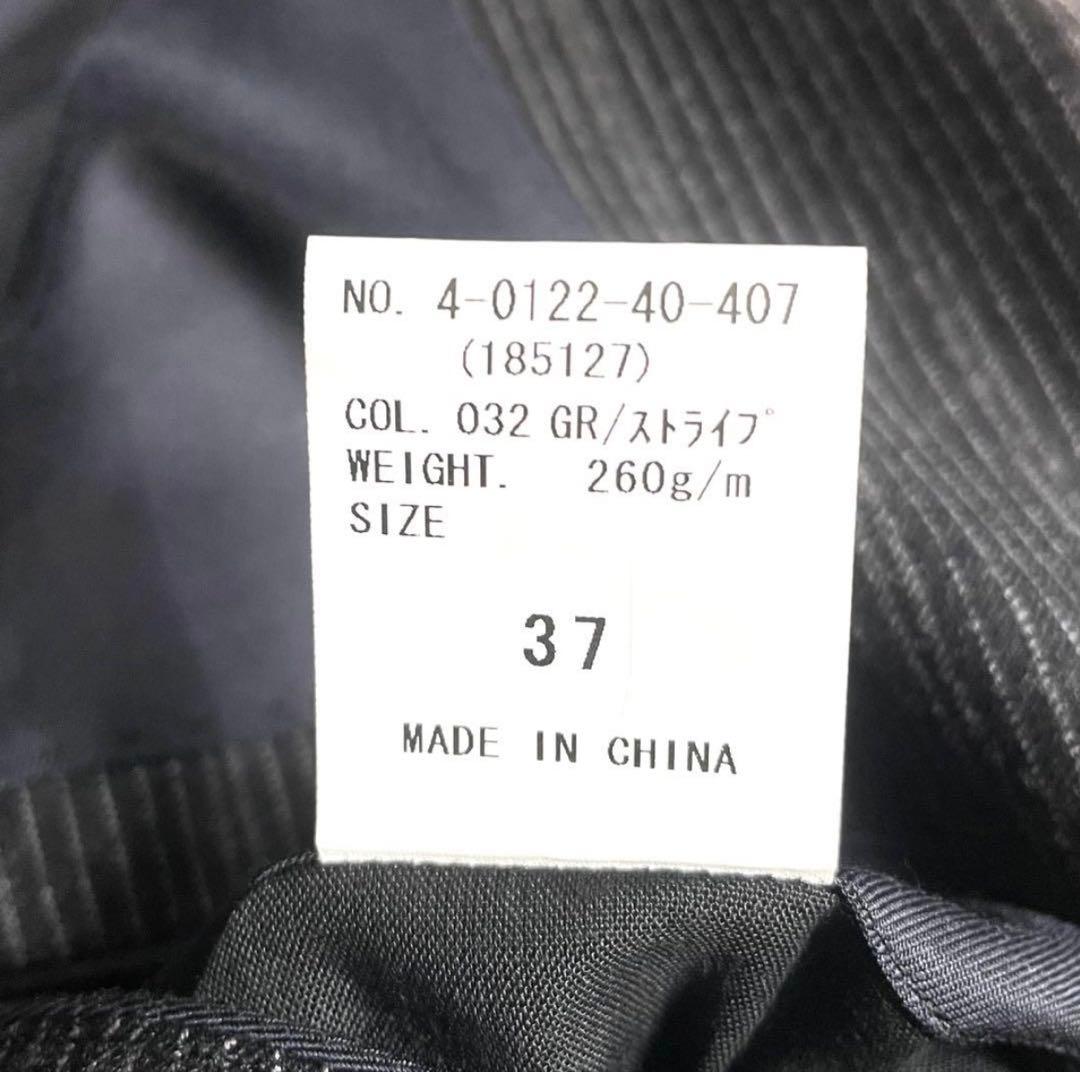 NO. 4-0122-40-407
(185127)
COL. 032 GR/ｽﾄﾗｲﾌﾟ
WEIGHT. 260g/m
SIZE
37
MADE IN CHINA